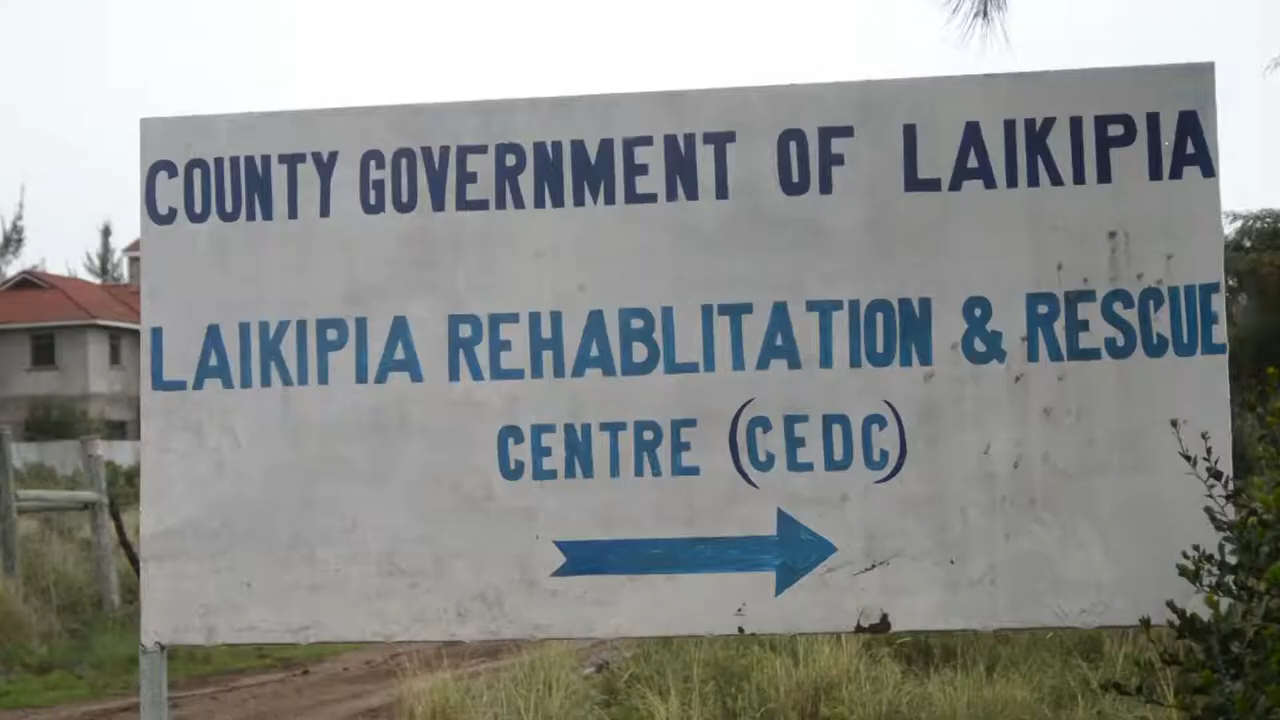 COUNTY GOVERNMENT OF LAIKIPIA
LAIKIPIA REHABLITATION & RESCUE
CENTRE (CEDC)